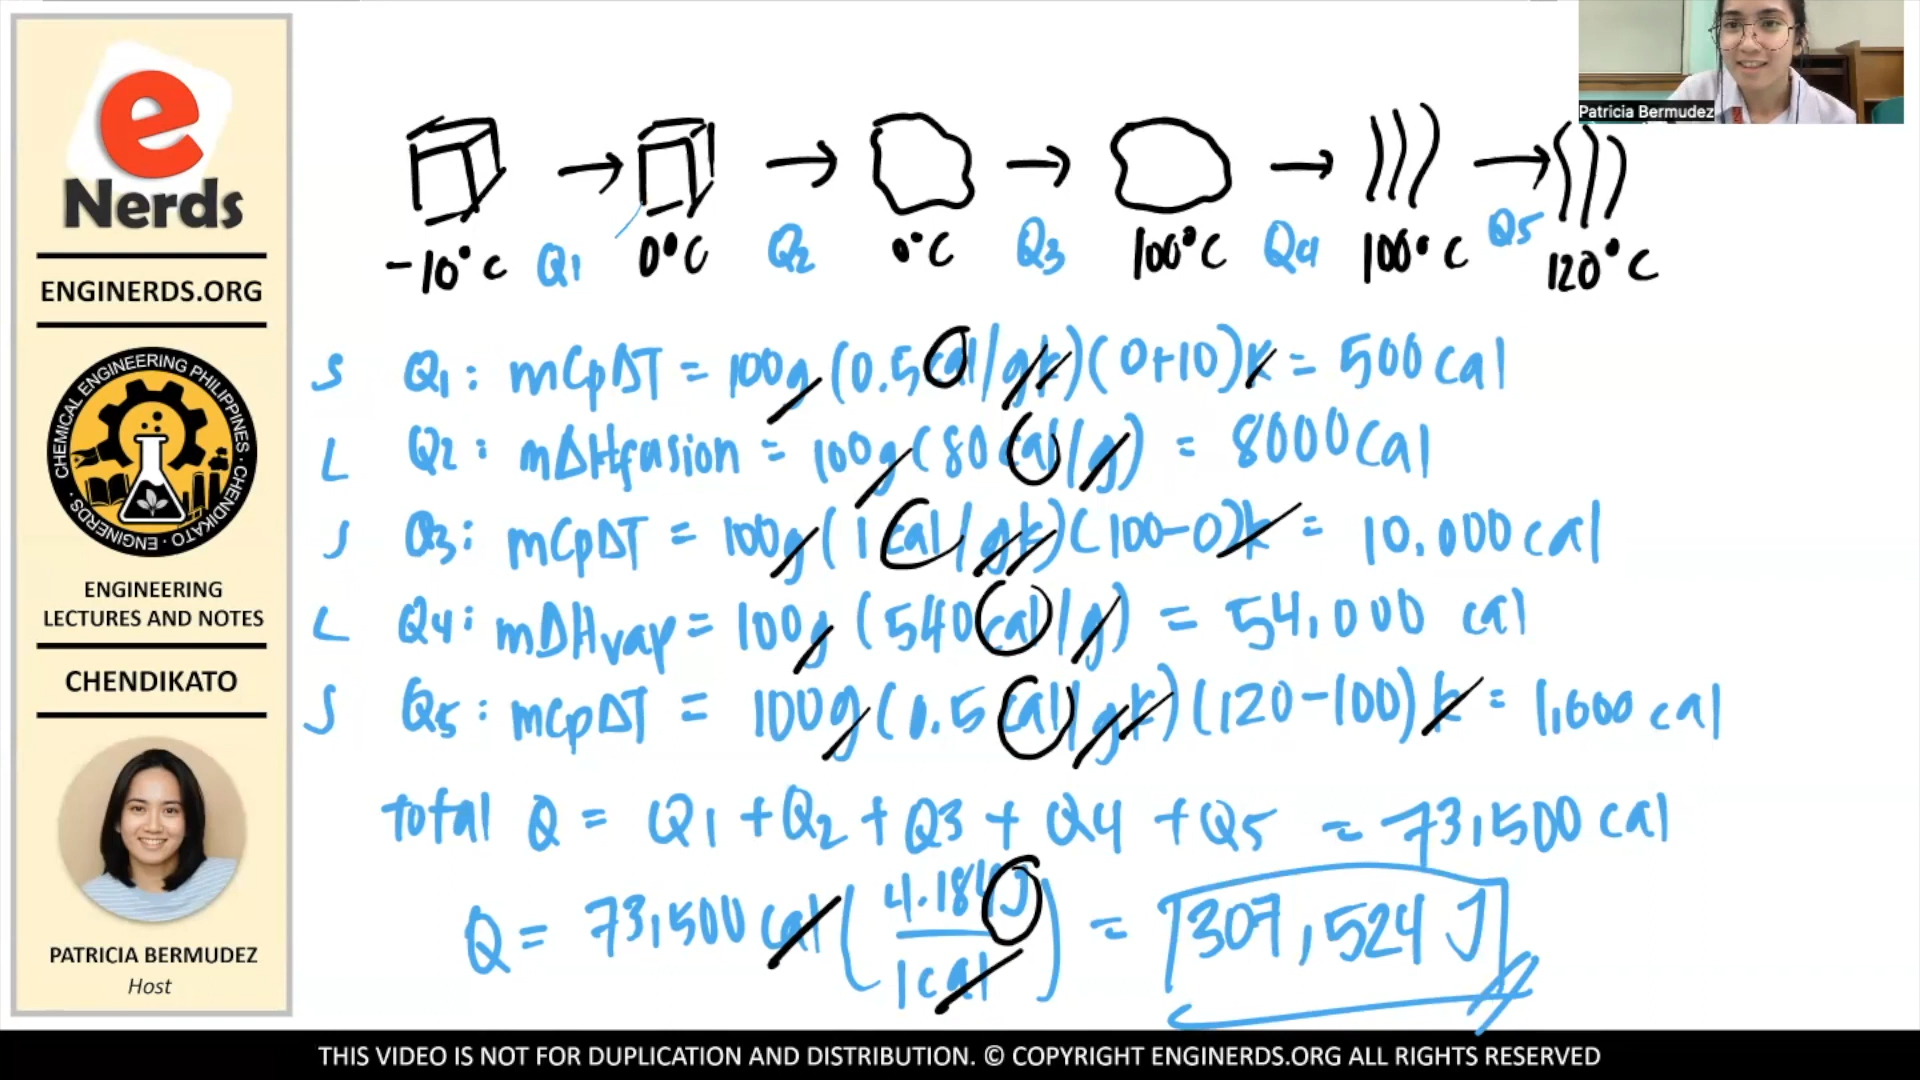 e
Nerds
ENGINERDS.ORG
CHEMICAL ENGINEERING PHILIPPINES · CHENDIKATO · ENGINERDS ·
ENGINEERING
LECTURES AND NOTES
CHENDIKATO
PATRICIA BERMUDEZ
Host
Patricia Bermudez
-10°C Q1 0°C Q2 0°C Q3 100°C Q4 100°C Q5 120°C
S Q1: mCpΔT = 100g (0.5 cal/gk)(0+10)k = 500 cal
L Q2: mΔHfusion = 100g (80 cal/g) = 8000 cal
S Q3: mCpΔT = 100g (1 cal/gk)(100-0)k = 10,000 cal
L Q4: mΔHvap = 100g (540 cal/g) = 54,000 cal
S Q5: mCpΔT = 100g (0.5 cal/gk)(120-100)k = 1,000 cal
total Q = Q1 + Q2 + Q3 + Q4 + Q5 = 73,500 cal
Q = 73,500 cal (4.184J / 1cal) = 307,524 J
THIS VIDEO IS NOT FOR DUPLICATION AND DISTRIBUTION. © COPYRIGHT ENGINERDS.ORG ALL RIGHTS RESERVED